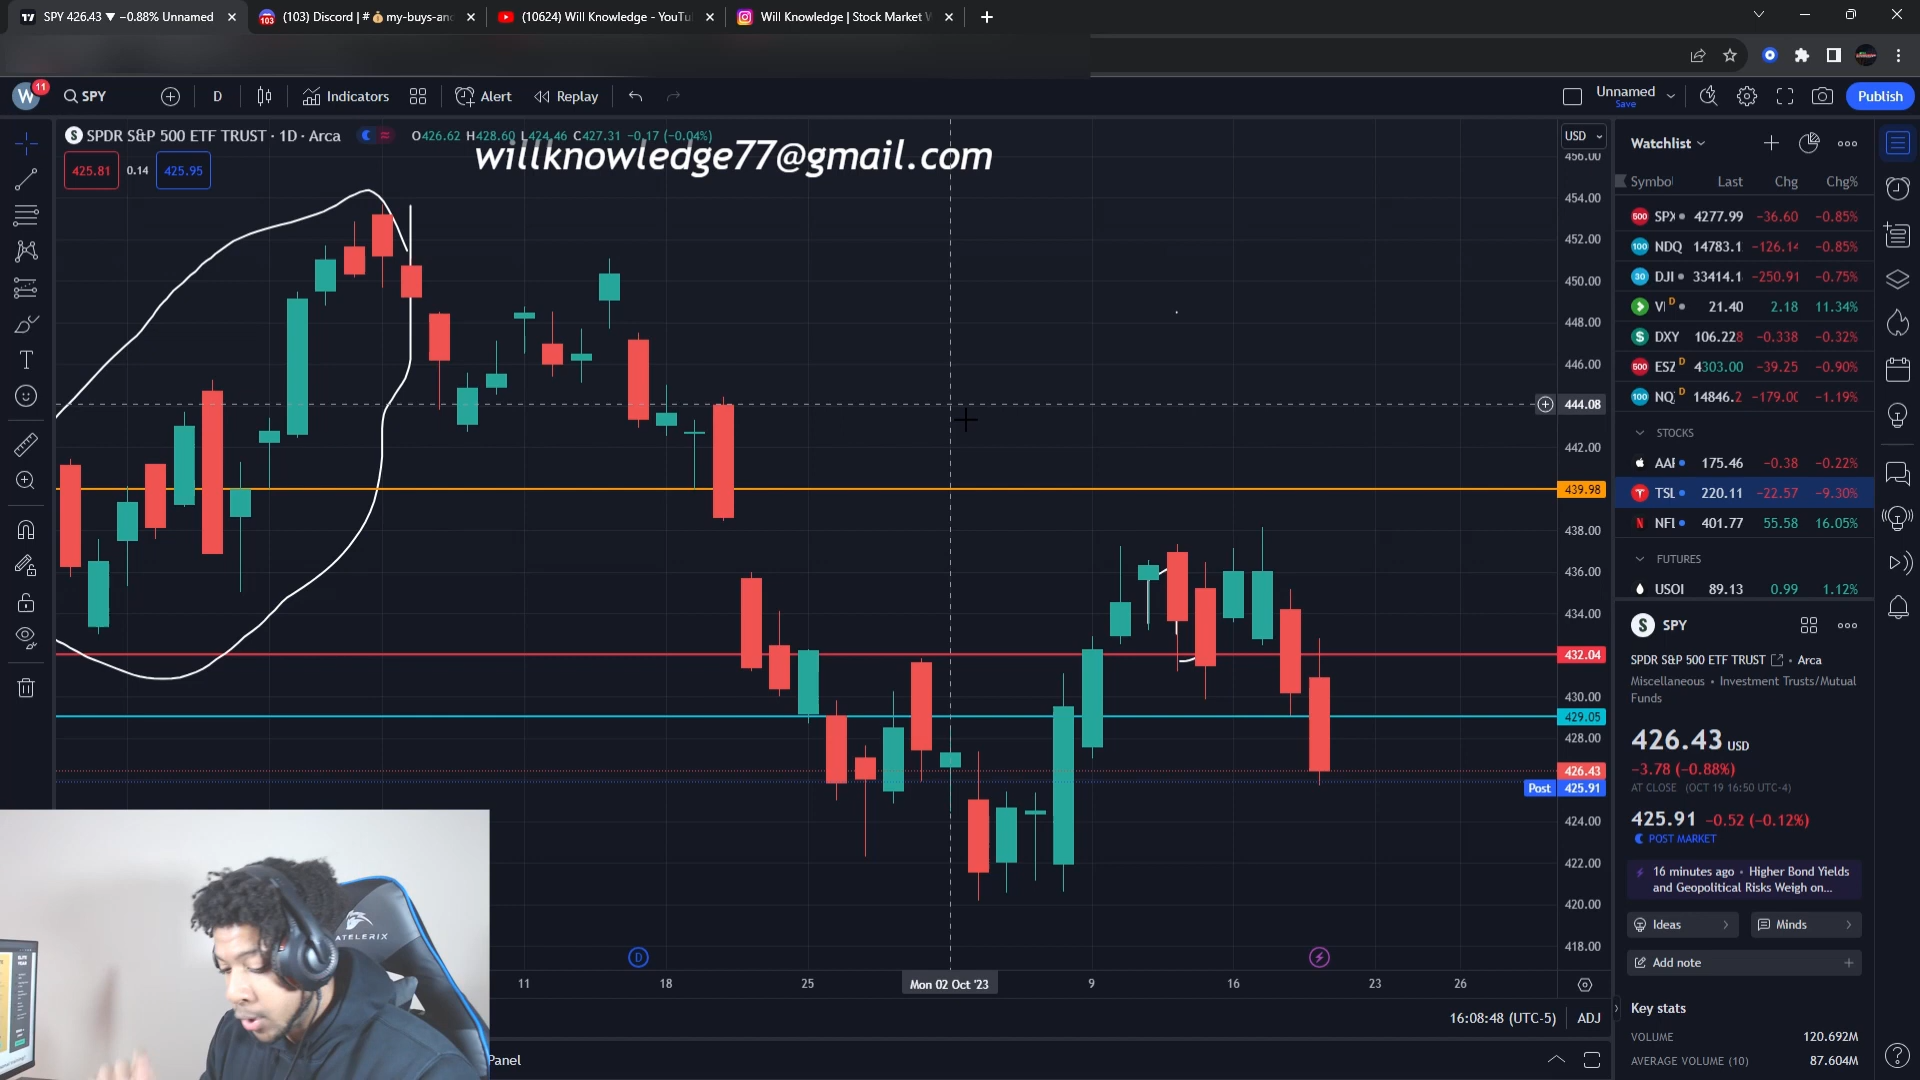 SPY 426.43 ▼ −0.88% Unnamed
(103) Discord | # 💰my-buys-and
(10624) Will Knowledge - YouTu
Will Knowledge | Stock Market
W 11 SPY D Indicators Alert Replay Unnamed Save Publish
SPDR S&P 500 ETF TRUST · 1D · Arca O426.62 H428.60 L424.46 C427.31 −0.17 (−0.04%)
425.81 0.14 425.95
willknowledge77@gmail.com
USD
456.00
454.00
452.00
450.00
448.00
446.00
444.08
442.00
439.98
438.00
436.00
434.00
432.04
430.00
429.05
428.00
426.43
Post 425.91
424.00
422.00
420.00
418.00
D
11 18 25 Mon 02 Oct '23 9 16 23 26
16:08:48 (UTC-5) ADJ
Panel
ATELERIX
Watchlist
Symbol Last Chg Chg%
SPX 4277.99 −36.60 −0.85%
NDQ 14783.1 −126.14 −0.85%
DJI 33414.1 −250.91 −0.75%
VI D 21.40 2.18 11.34%
DXY 106.228 −0.338 −0.32%
ESZ D 4303.00 −39.25 −0.90%
NQ D 14846.2 −179.00 −1.19%
STOCKS
AAF 175.46 −0.38 −0.22%
TSL 220.11 −22.57 −9.30%
NFL 401.77 55.58 16.05%
FUTURES
USOI 89.13 0.99 1.12%
S SPY
SPDR S&P 500 ETF TRUST • Arca
Miscellaneous • Investment Trusts/Mutual
Funds
426.43 USD
−3.78 (−0.88%)
AT CLOSE (OCT 19 16:50 UTC-4)
425.91 −0.52 (−0.12%)
POST MARKET
16 minutes ago • Higher Bond Yields
and Geopolitical Risks Weigh on...
Ideas Minds
Add note
Key stats
VOLUME 120.692M
AVERAGE VOLUME (10) 87.604M